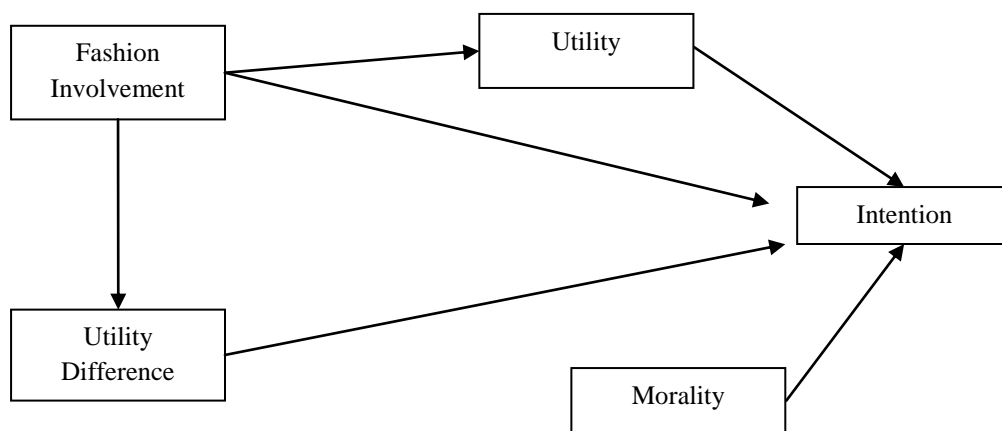 Fashion
Involvement
Utility
Intention
Utility
Difference
Morality